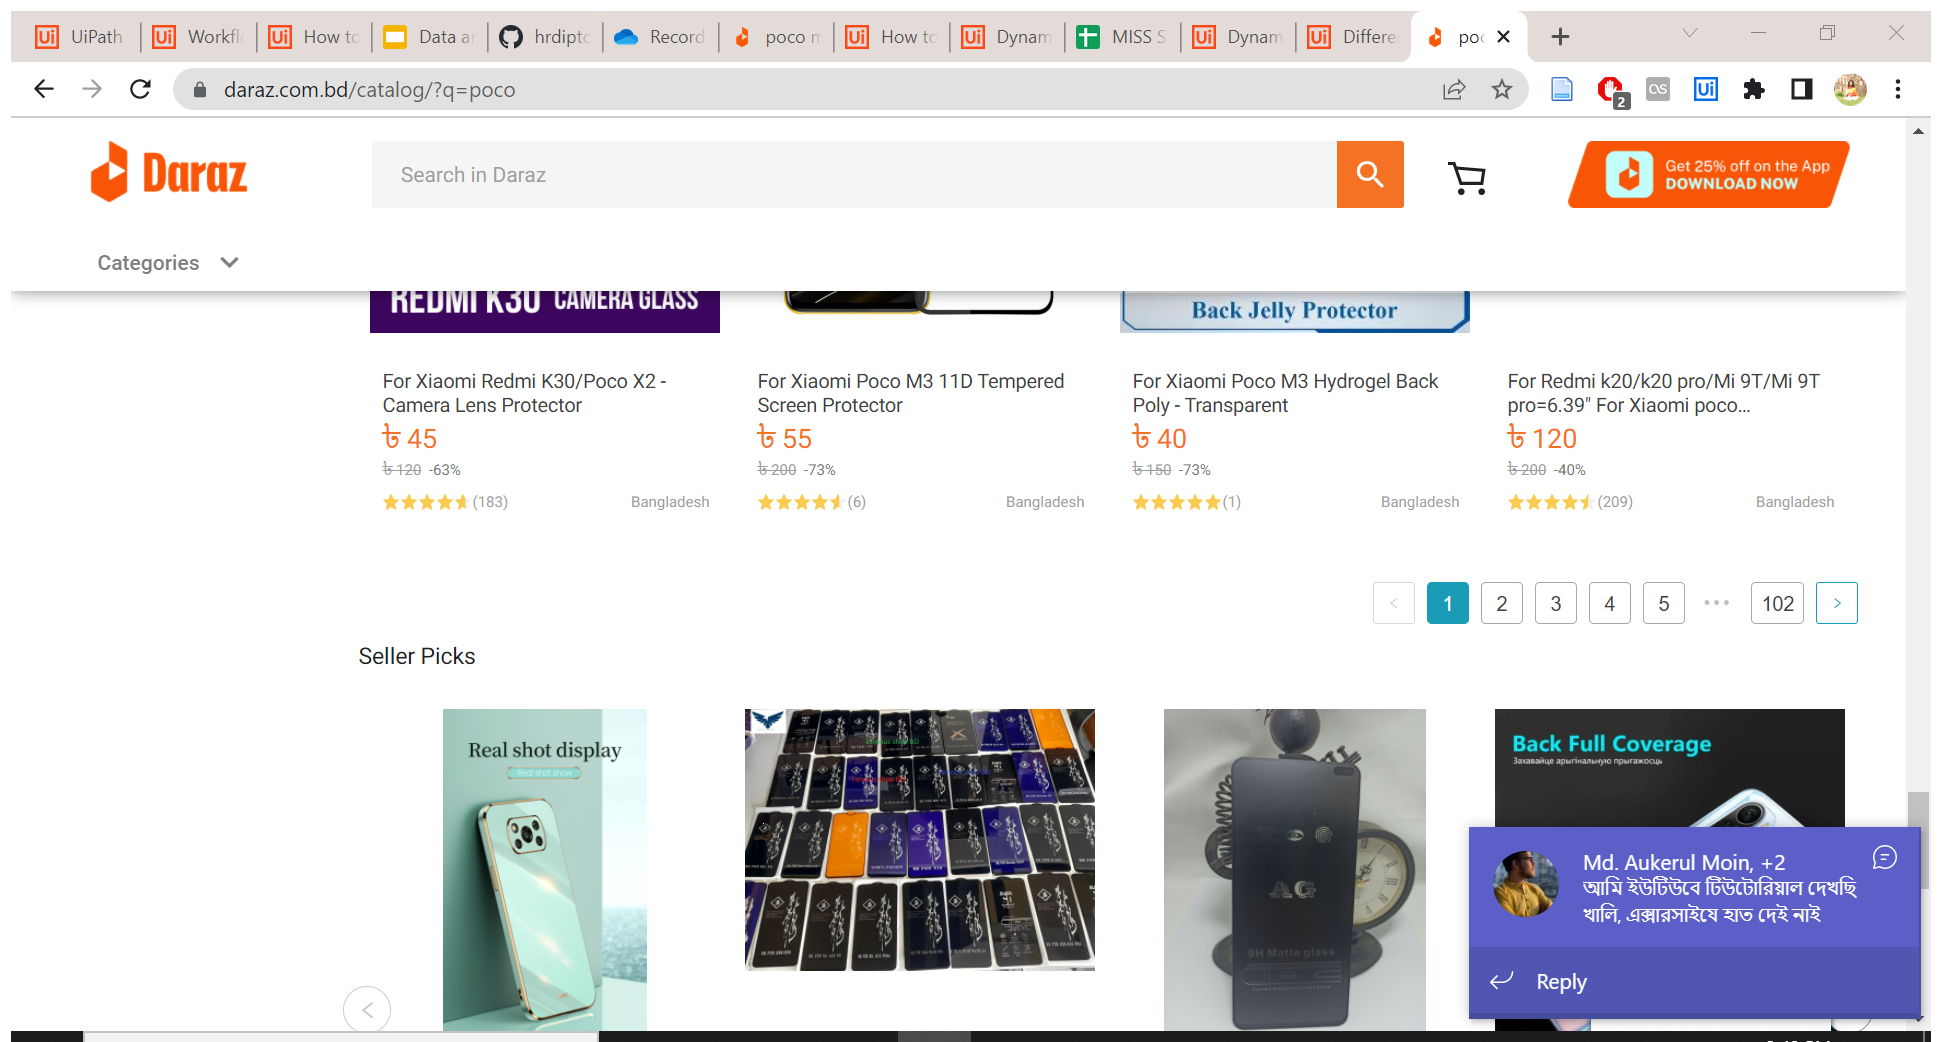 UiPath
Workfl
How to
Data ar
hrdipto
Record
poco m
How to
Dynam
MISS S
Dynam
Differe
poc
daraz.com.bd/catalog/?q=poco
2
Daraz
Search in Daraz
Get 25% off on the App
DOWNLOAD NOW
Categories
REDMI K30 CAMERA GLASS
Back Jelly Protector
For Xiaomi Redmi K30/Poco X2 -
Camera Lens Protector
৳ 45
৳ 120 -63%
(183) Bangladesh
For Xiaomi Poco M3 11D Tempered
Screen Protector
৳ 55
৳ 200 -73%
(6) Bangladesh
For Xiaomi Poco M3 Hydrogel Back
Poly - Transparent
৳ 40
৳ 150 -73%
(1) Bangladesh
For Redmi k20/k20 pro/Mi 9T/Mi 9T
pro=6.39" For Xiaomi poco...
৳ 120
৳ 200 -40%
(209) Bangladesh
< 1 2 3 4 5 ••• 102 >
Seller Picks
Real shot display
Real shot show
AG
9H Matte glass
Back Full Coverage
Захавайце арыгінальную прыгажосць
Md. Aukerul Moin, +2
আমি ইউটিউবে টিউটোরিয়াল দেখছি
খালি, এক্সারসাইযে হাত দেই নাই
Reply